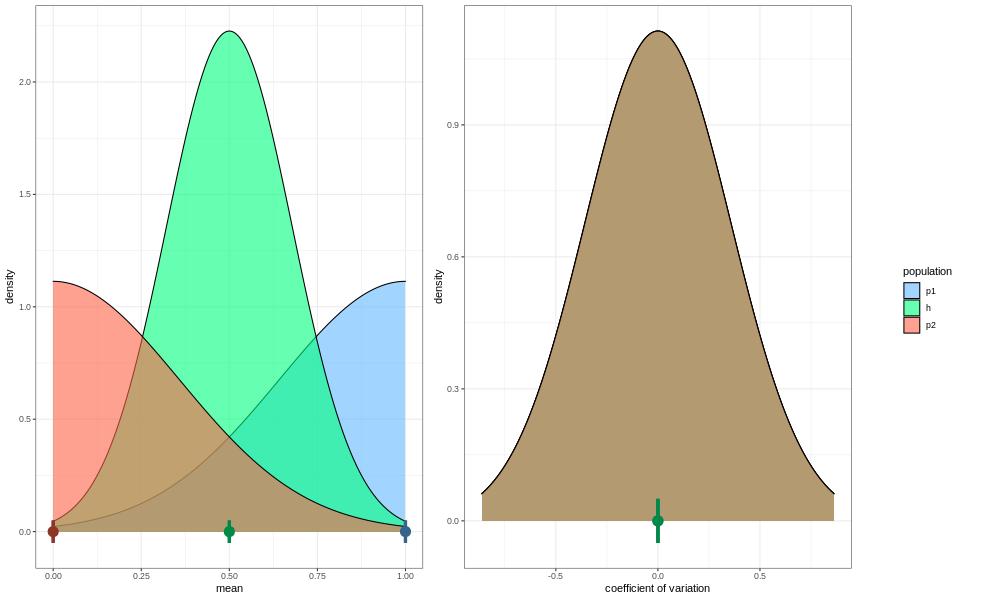 density
2.0
1.5
1.0
0.5
0.0
0.00 0.25 0.50 0.75 1.00
mean
density
0.9
0.6
0.3
0.0
-0.5 0.0 0.5
coefficient of variation
population
p1
h
p2